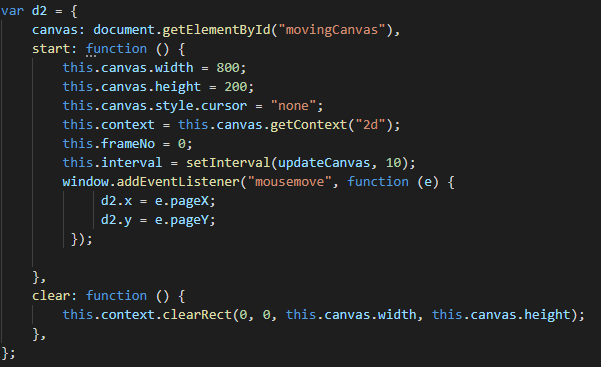 var d2 = {
    canvas: document.getElementById("movingCanvas"),
    start: function () {
        this.canvas.width = 800;
        this.canvas.height = 200;
        this.canvas.style.cursor = "none";
        this.context = this.canvas.getContext("2d");
        this.frameNo = 0;
        this.interval = setInterval(updateCanvas, 10);
        window.addEventListener("mousemove", function (e) {
             d2.x = e.pageX;
             d2.y = e.pageY;
         });

    },
    clear: function () {
        this.context.clearRect(0, 0, this.canvas.width, this.canvas.height);
    },
};